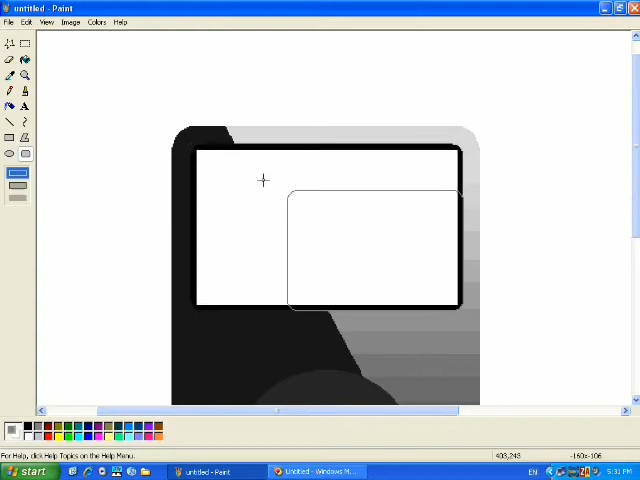 untitled - Paint
File Edit View Image Colors Help
For Help, click Help Topics on the Help Menu.
403,243
-160x-106
start
untitled - Paint
Untitled - Windows M...
EN
5:31 PM